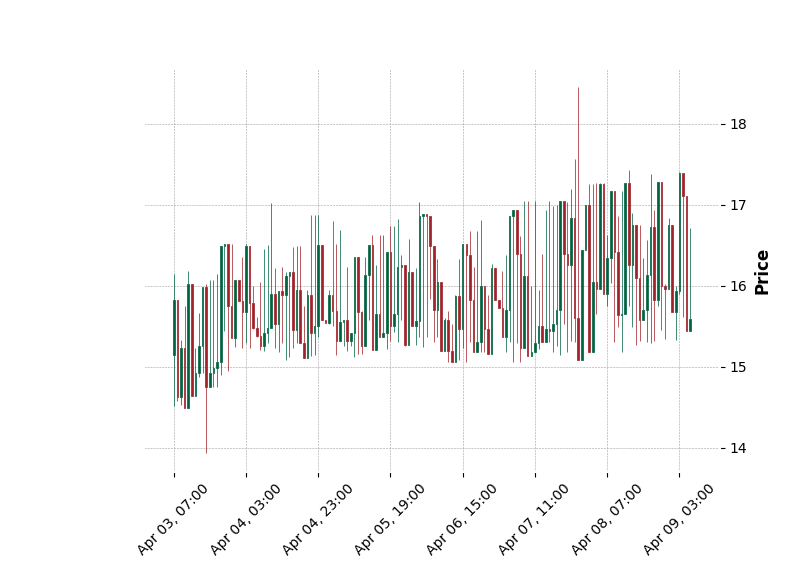 18
17
16
15
14
Price
Apr 03, 07:00
Apr 04, 03:00
Apr 04, 23:00
Apr 05, 19:00
Apr 06, 15:00
Apr 07, 11:00
Apr 08, 07:00
Apr 09, 03:00